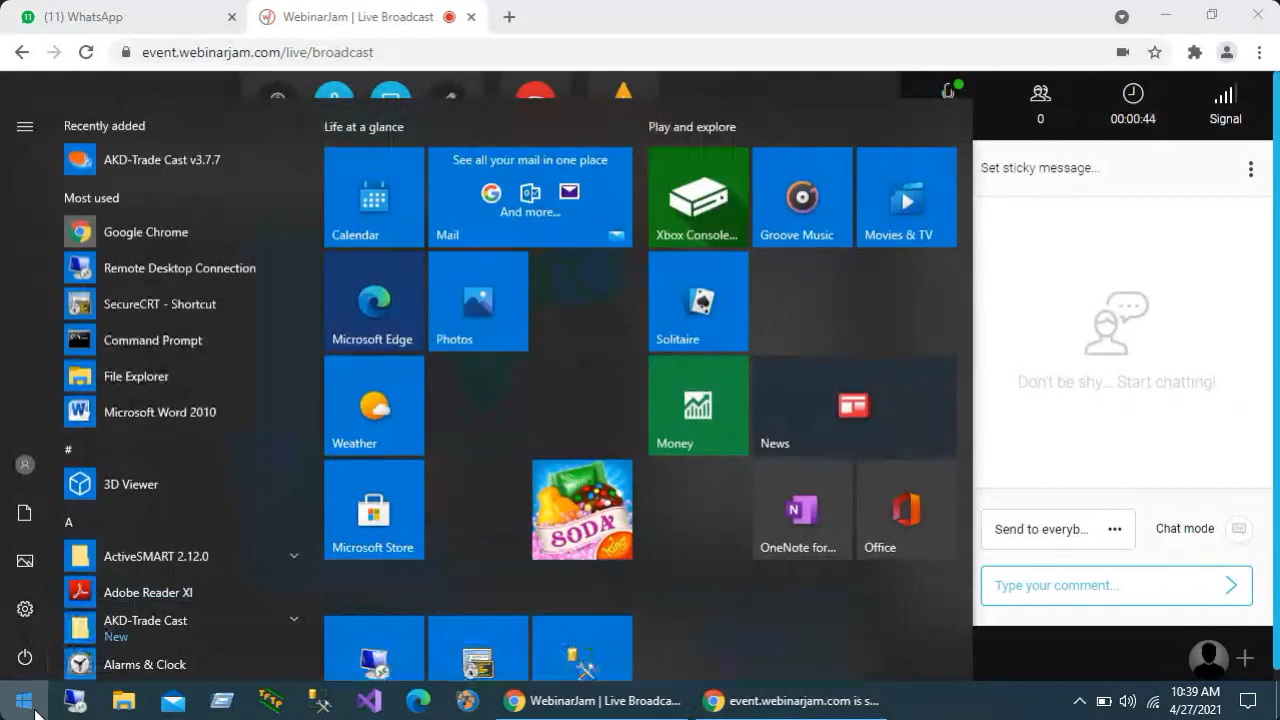 (11) WhatsApp
WebinarJam | Live Broadcast
event.webinarjam.com/live/broadcast
Recently added
AKD-Trade Cast v3.7.7
Most used
Google Chrome
Remote Desktop Connection
SecureCRT - Shortcut
Command Prompt
File Explorer
Microsoft Word 2010
#
3D Viewer
A
ActiveSMART 2.12.0
Adobe Reader XI
AKD-Trade Cast
New
Alarms & Clock
Life at a glance
Calendar
See all your mail in one place
And more...
Mail
Microsoft Edge
Photos
Weather
Microsoft Store
SODA
King
Play and explore
Xbox Console...
Groove Music
Movies & TV
Solitaire
Money
News
OneNote for...
Office
0
00:00:44
Signal
Set sticky message...
Don't be shy... Start chatting!
Send to everyb...
Chat mode
Type your comment...
WebinarJam | Live Broadca...
event.webinarjam.com is s...
10:39 AM
4/27/2021